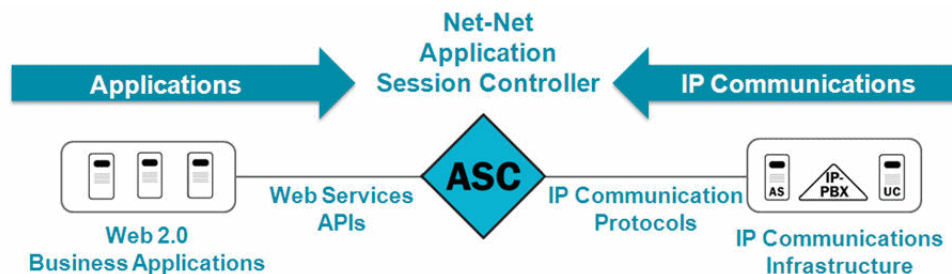 Net-Net
Application
Session Controller
Applications
IP Communications
ASC
AS
IP-
PBX
UC
Web Services
APIs
IP Communication
Protocols
Web 2.0
Business Applications
IP Communications
Infrastructure